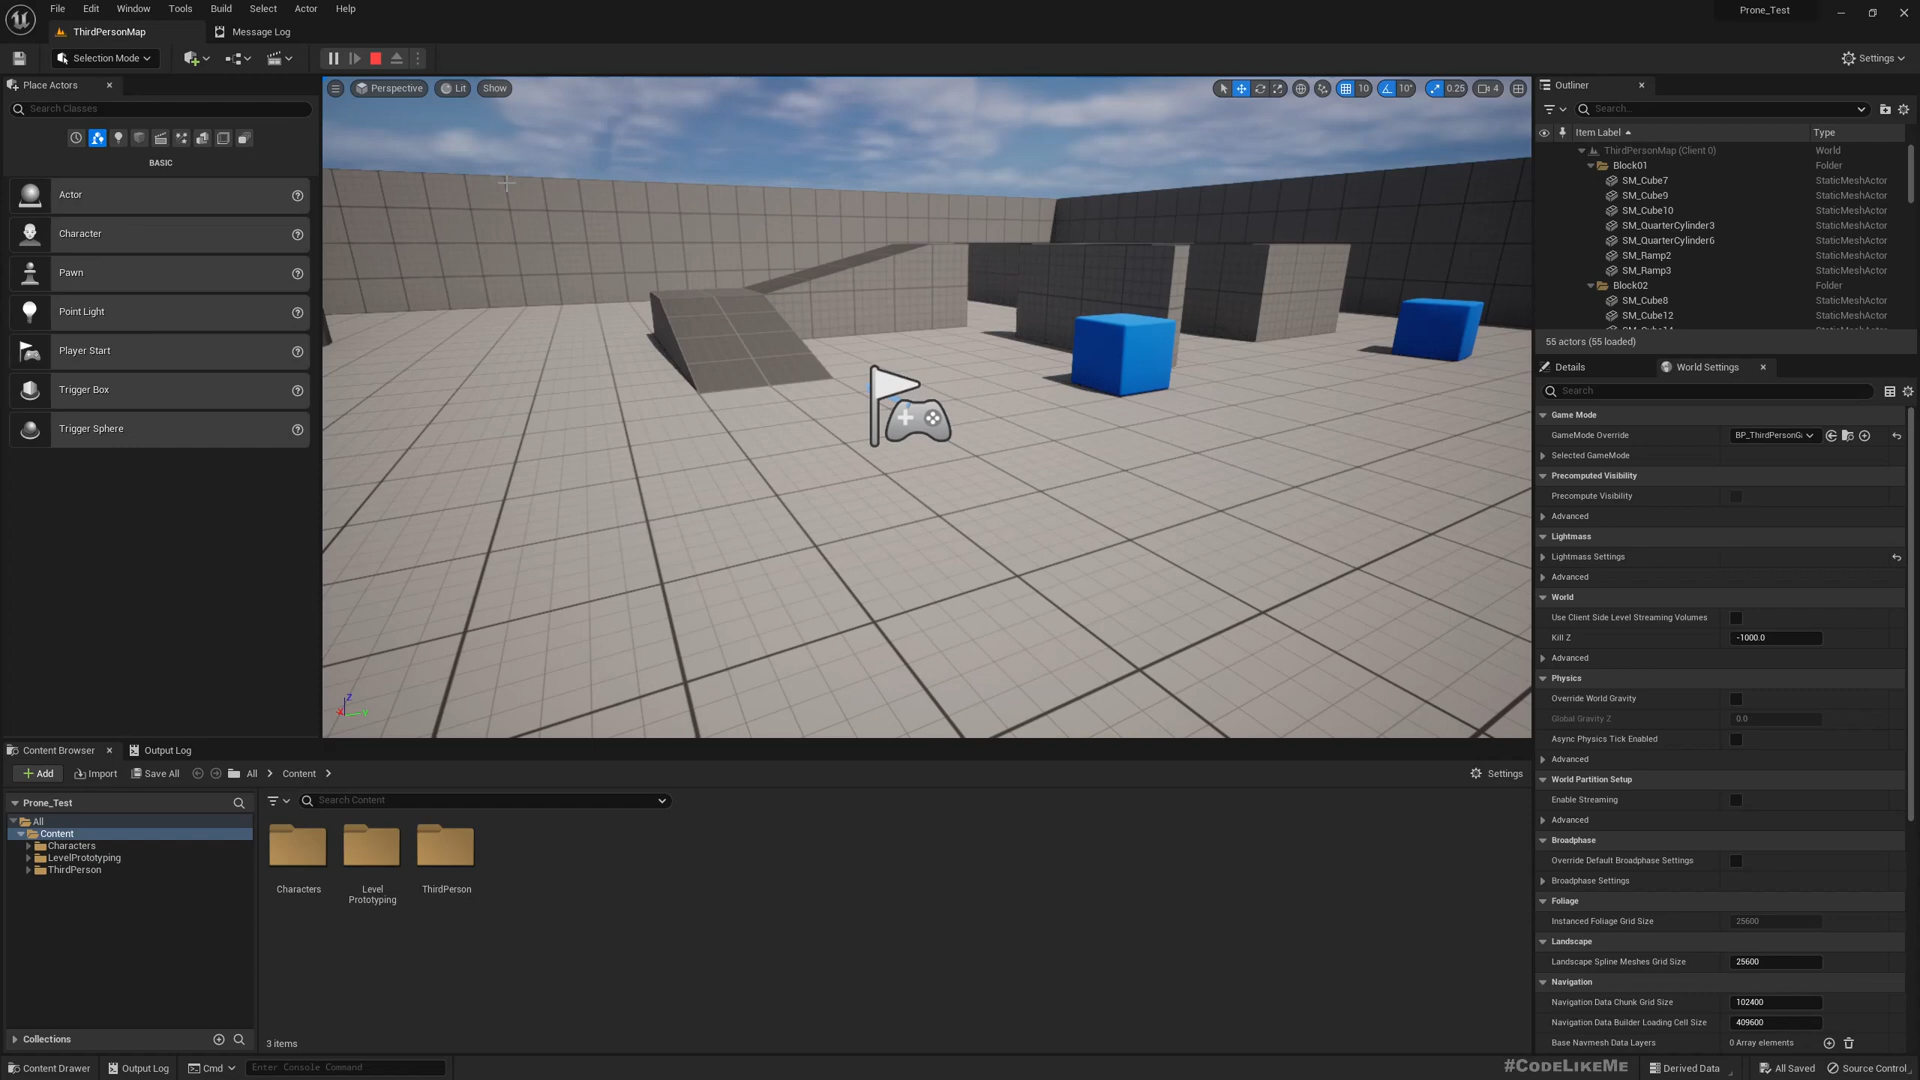 File Edit Window Tools Build Select Actor Help
Prone_Test
ThirdPersonMap
Message Log
Selection Mode
Settings
Place Actors
Search Classes
BASIC
Actor
Character
Pawn
Point Light
Player Start
Trigger Box
Trigger Sphere
Perspective
Lit
Show
10
10°
0.25
4
Z
X
Y
Outliner
Search...
Item Label
Type
ThirdPersonMap (Client 0) World
Block01 Folder
SM_Cube7 StaticMeshActor
SM_Cube9 StaticMeshActor
SM_Cube10 StaticMeshActor
SM_QuarterCylinder3 StaticMeshActor
SM_QuarterCylinder6 StaticMeshActor
SM_Ramp2 StaticMeshActor
SM_Ramp3 StaticMeshActor
Block02 Folder
SM_Cube8 StaticMeshActor
SM_Cube12 StaticMeshActor
55 actors (55 loaded)
Details
World Settings
Search
Game Mode
GameMode Override BP_ThirdPersonG
Selected GameMode
Precomputed Visibility
Precompute Visibility
Advanced
Lightmass
Lightmass Settings
Advanced
World
Use Client Side Level Streaming Volumes
Kill Z -1000.0
Advanced
Physics
Override World Gravity
Global Gravity Z 0.0
Async Physics Tick Enabled
Advanced
World Partition Setup
Enable Streaming
Advanced
Broadphase
Override Default Broadphase Settings
Broadphase Settings
Foliage
Instanced Foliage Grid Size 25600
Landscape
Landscape Spline Meshes Grid Size 25600
Navigation
Navigation Data Chunk Grid Size 102400
Navigation Data Builder Loading Cell Size 409600
Base Navmesh Data Layers 0 Array elements
Content Browser
Output Log
Add
Import
Save All
All
Content
Settings
Prone_Test
All
Content
Characters
LevelPrototyping
ThirdPerson
Collections
Search Content
Characters
Level Prototyping
ThirdPerson
3 items
Content Drawer
Output Log
Cmd
Enter Console Command
#CodeLikeMe
Derived Data
All Saved
Source Control